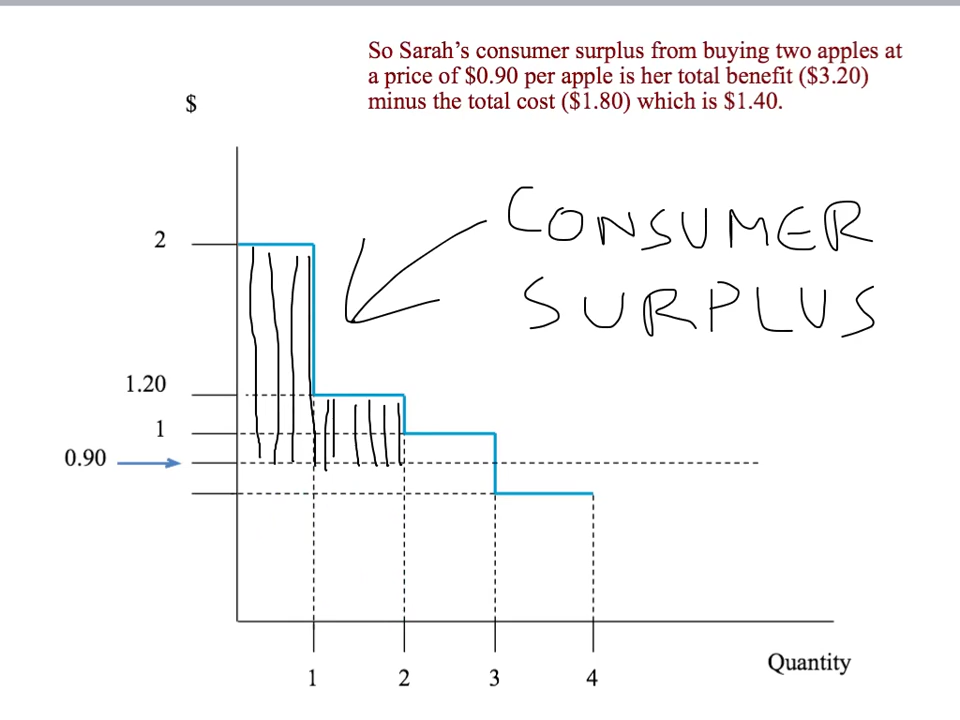 So Sarah's consumer surplus from buying two apples at
a price of $0.90 per apple is her total benefit ($3.20)
minus the total cost ($1.80) which is $1.40.
$
CONSUMER
SURPLUS
2
1.20
1
0.90
1 2 3 4
Quantity